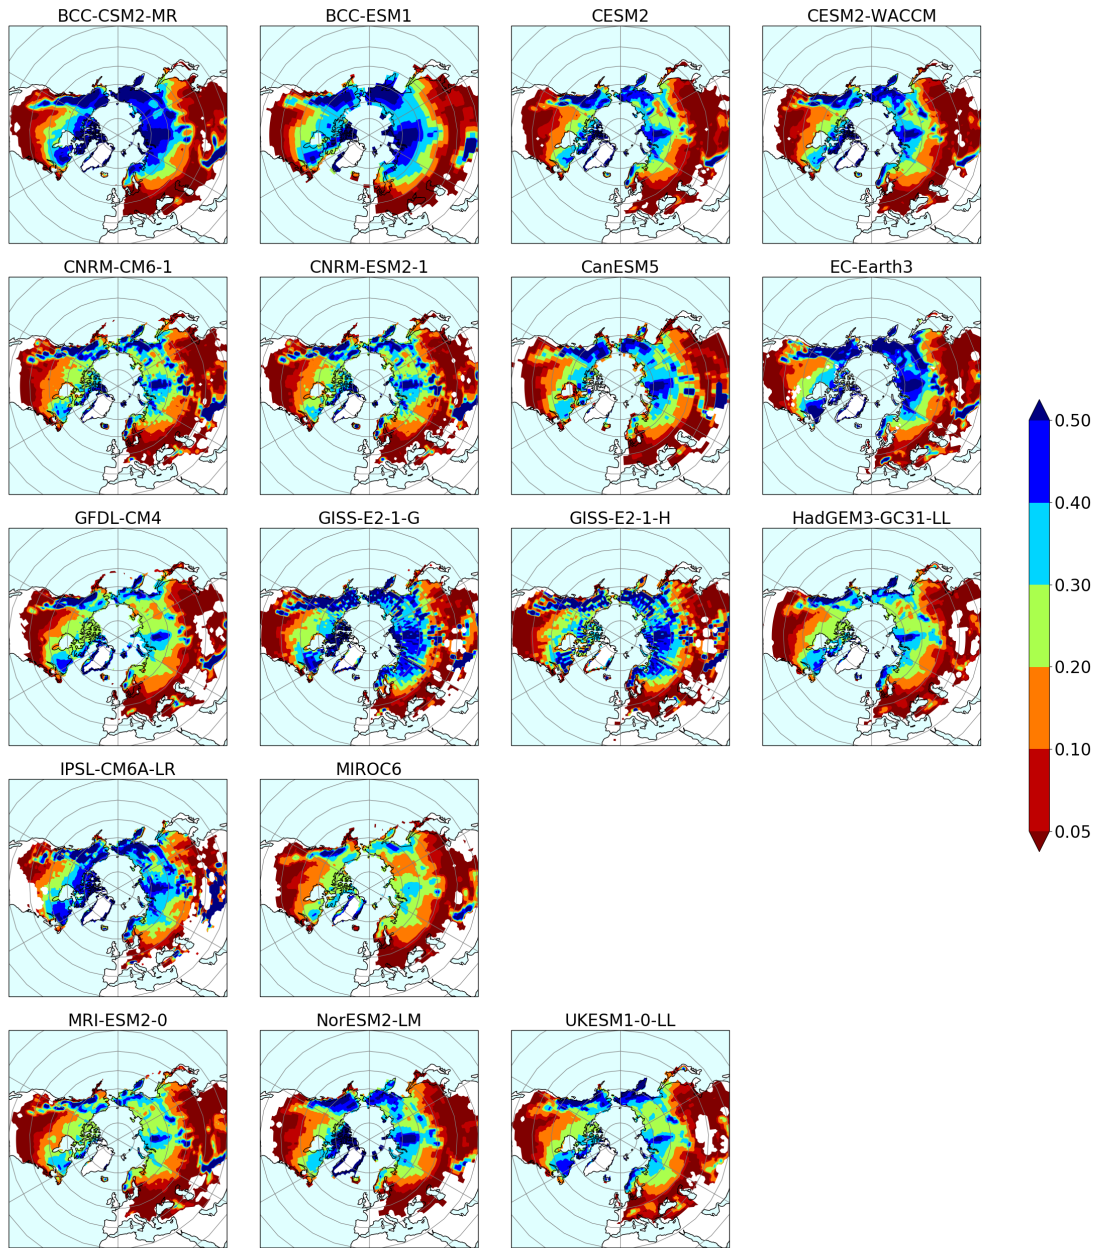 BCC-CSM2-MR
BCC-ESM1
CESM2
CESM2-WACCM
CNRM-CM6-1
CNRM-ESM2-1
CanESM5
EC-Earth3
GFDL-CM4
GISS-E2-1-G
GISS-E2-1-H
HadGEM3-GC31-LL
IPSL-CM6A-LR
MIROC6
MRI-ESM2-0
NorESM2-LM
UKESM1-0-LL
0.50
0.40
0.30
0.20
0.10
0.05